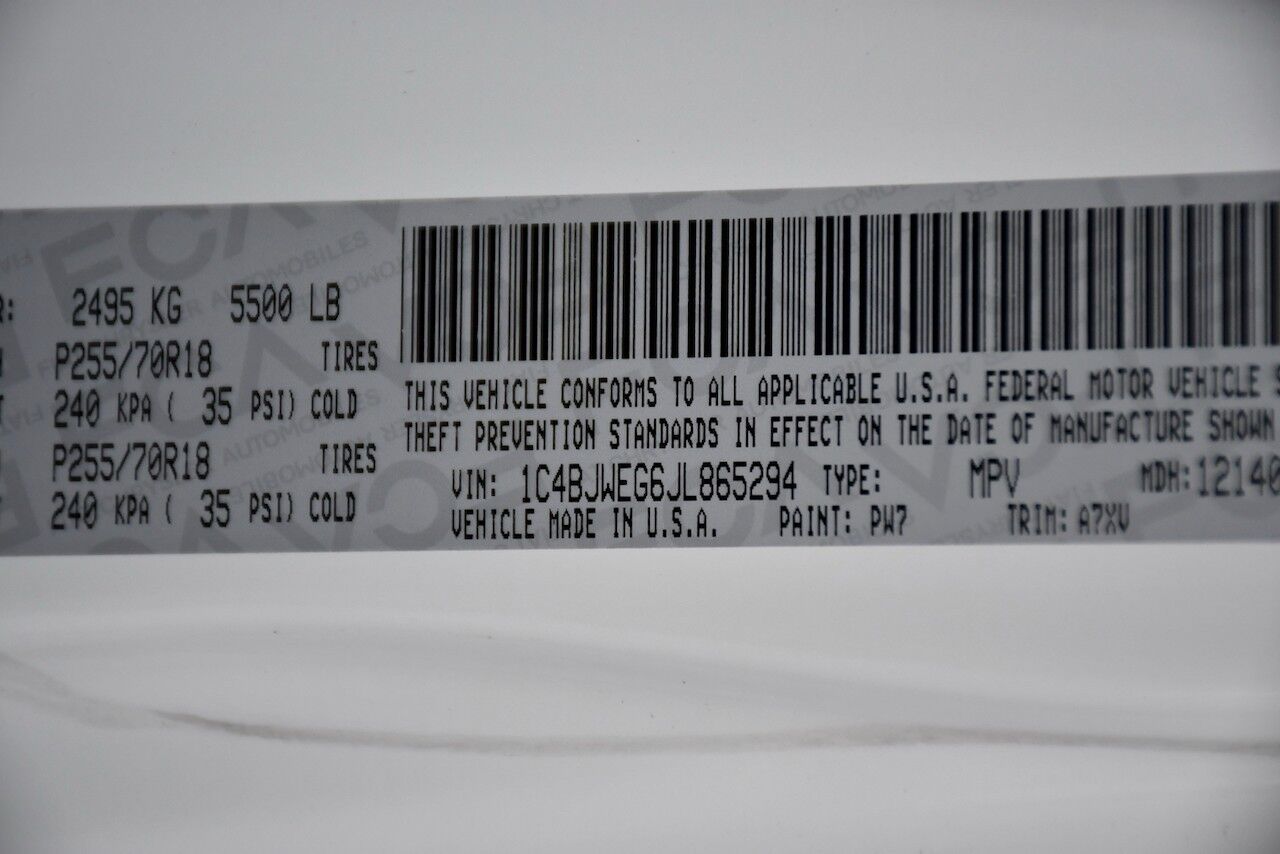 R: 2495 KG 5500 LB
P255/70R18 TIRES
240 KPA ( 35 PSI) COLD
P255/70R18 TIRES
240 KPA ( 35 PSI) COLD
THIS VEHICLE CONFORMS TO ALL APPLICABLE U.S.A. FEDERAL MOTOR VEHICLE S
THEFT PREVENTION STANDARDS IN EFFECT ON THE DATE OF MANUFACTURE SHOWN
VIN: 1C4BJWEG6JL865294 TYPE: MPV MDH: 12140
VEHICLE MADE IN U.S.A. PAINT: PW7 TRIM: A7XV